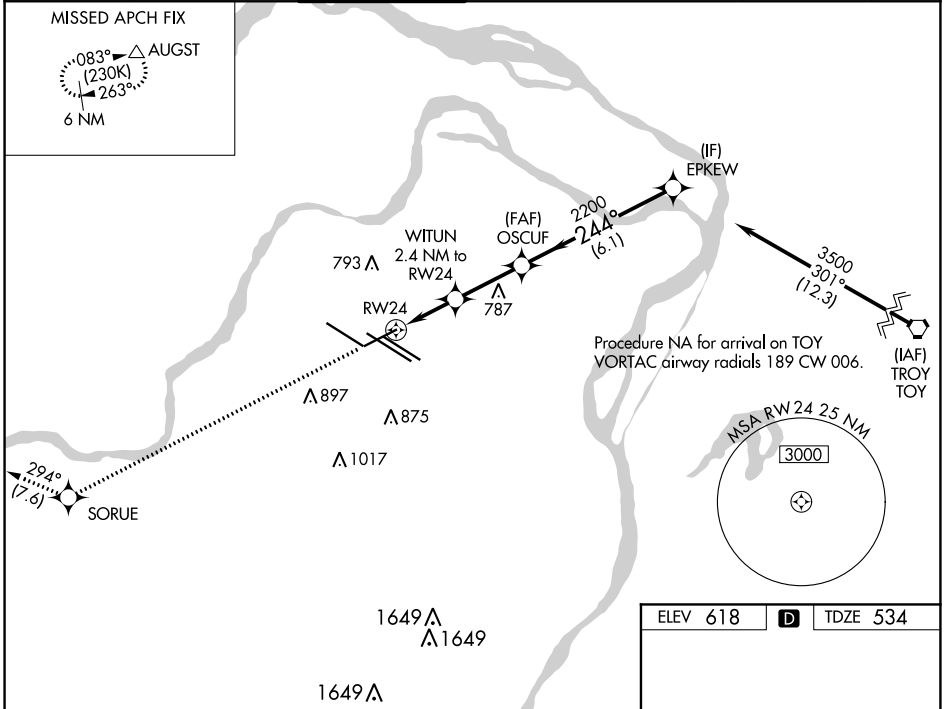 MISSED APCH FIX
083°
AUGST
(230K)
263°
6 NM
(IF)
EPKEW
2200
244°
(6.1)
(FAF)
OSCUF
WITUN
2.4 NM to
RW24
793
787
RW24
3500
301°
(12.3)
Procedure NA for arrival on TOY
VORTAC airway radials 189 CW 006.
(IAF)
TROY
TOY
897
875
1017
MSA RW24 25 NM
3000
294°
(7.6)
SORUE
1649
1649
1649
ELEV 618 D TDZE 534